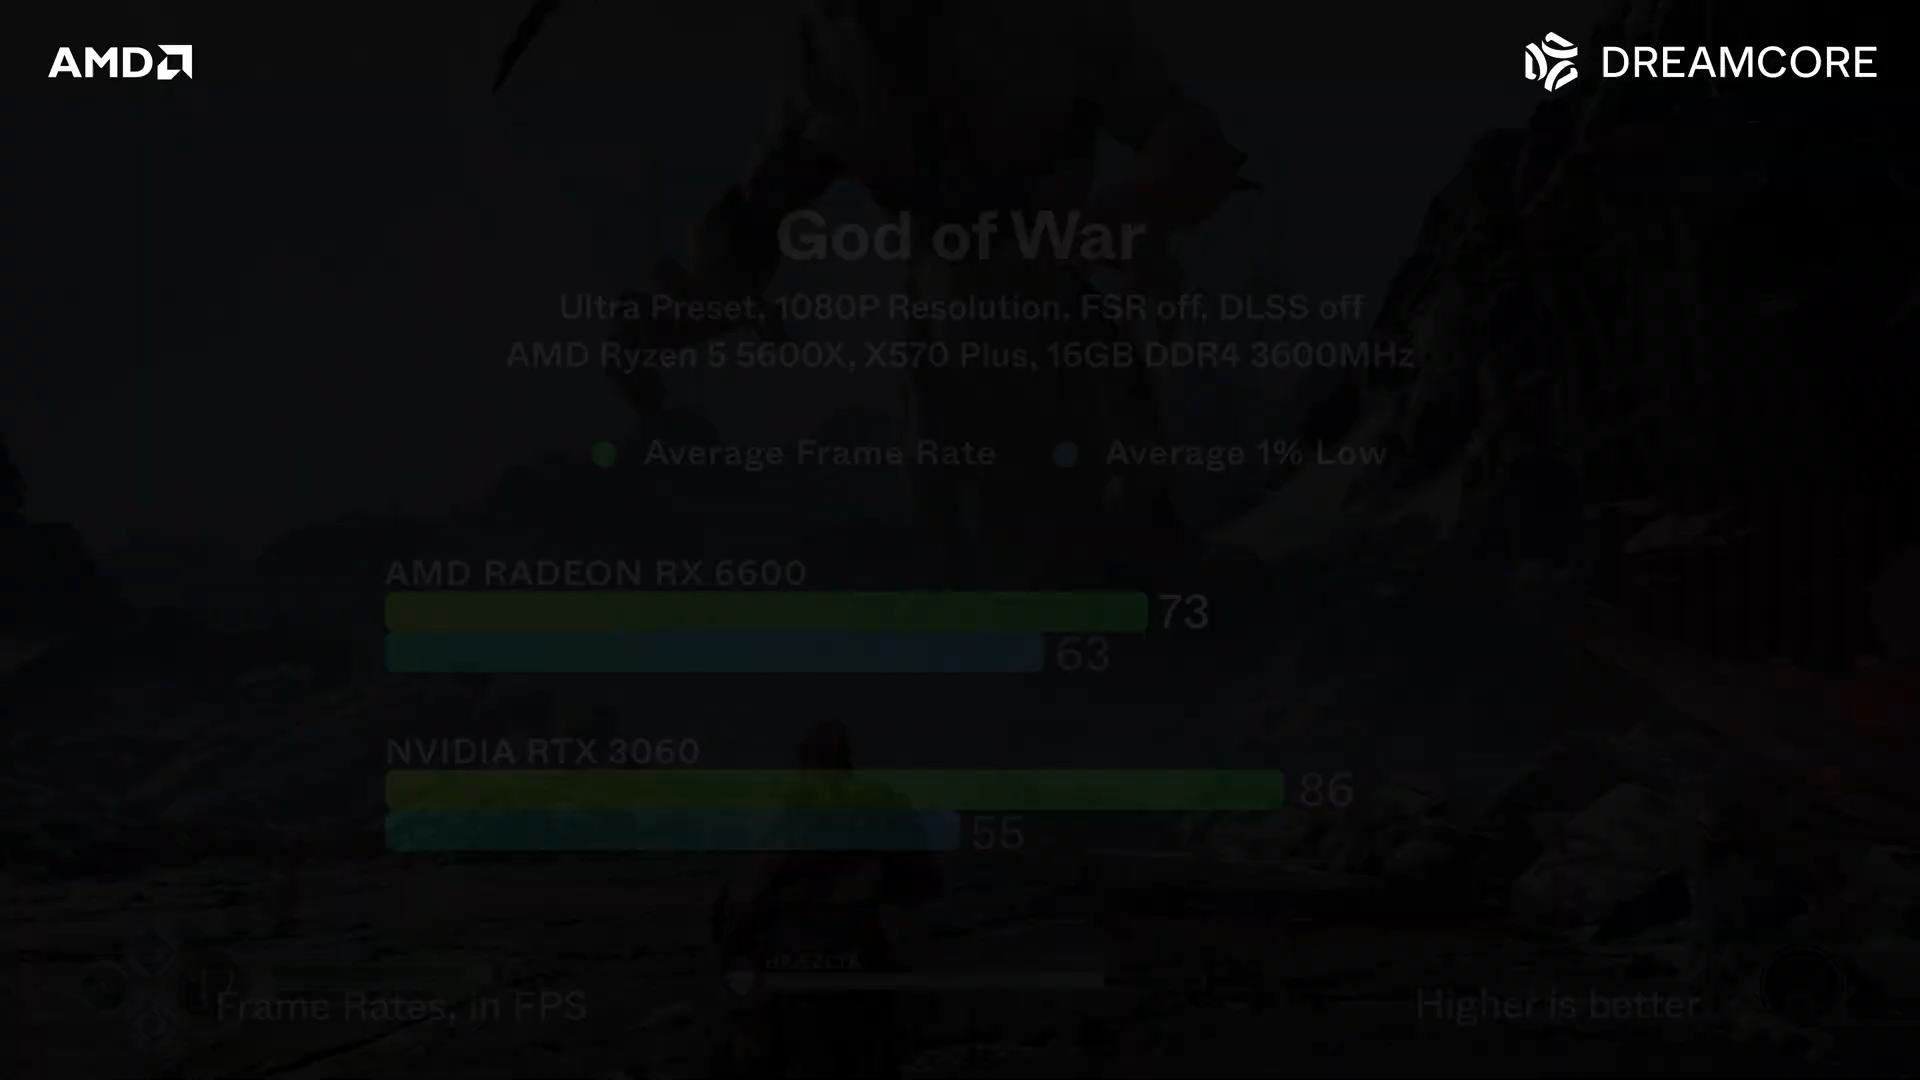 AMD
DREAMCORE
God of War
Ultra Preset, 1080P Resolution, FSR off, DLSS off
AMD Ryzen 5 5600X, X570 Plus, 16GB DDR4 3600MHz
Average Frame Rate
Average 1% Low
AMD RADEON RX 6600
73
63
NVIDIA RTX 3060
86
55
Frame Rates, in FPS
Higher is better